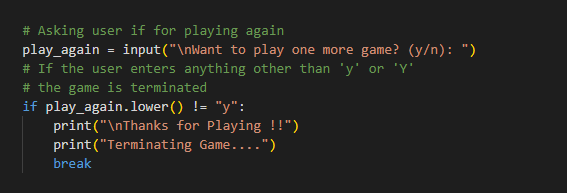 # Asking user if for playing again
play_again = input("\nWant to play one more game? (y/n): ")
# If the user enters anything other than 'y' or 'Y'
# the game is terminated
if play_again.lower() != "y":
    print("\nThanks for Playing !!")
    print("Terminating Game....")
    break